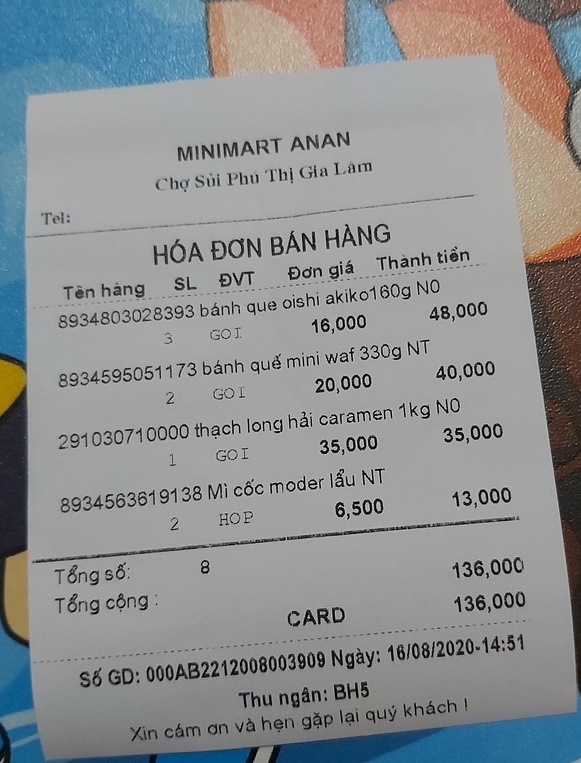 MINIMART ANAN
Chợ Sủi Phú Thị Gia Lâm
Tel:
HÓA ĐƠN BÁN HÀNG
Tên hàng SL ĐVT Đơn giá Thành tiền
8934803028393 bánh que oishi akiko160g N0
3 GOI 16,000 48,000
8934595051173 bánh quế mini waf 330g NT
2 GOI 20,000 40,000
291030710000 thạch long hải caramen 1kg N0
1 GOI 35,000 35,000
8934563619138 Mì cốc moder lẩu NT
2 HOP 6,500 13,000
Tổng số: 8 136,000
Tổng cộng : 136,000
CARD
Số GD: 000AB2212008003909 Ngày: 16/08/2020-14:51
Thu ngân: BH5
Xin cám ơn và hẹn gặp lại quý khách !